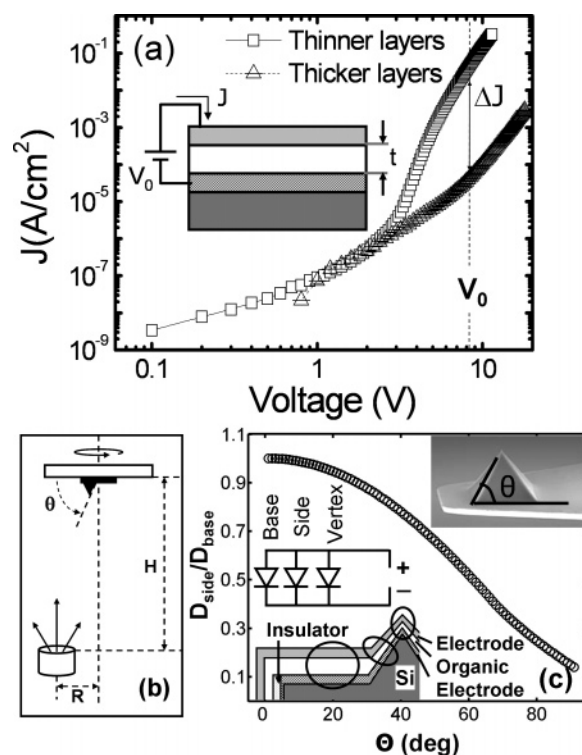 (a)
Thinner layers
Thicker layers
J(A/cm²)
10⁻¹
10⁻³
10⁻⁵
10⁻⁷
10⁻⁹
J
V₀
t
ΔJ
V₀
0.1
1
10
Voltage (V)
θ
H
R
(b)
D_side/D_base
1.1
0.9
0.7
0.5
0.3
0.1
Base
Side
Vertex
+
−
θ
Insulator
Electrode
Organic
Electrode
Si
(c)
0
20
40
60
80
Θ (deg)